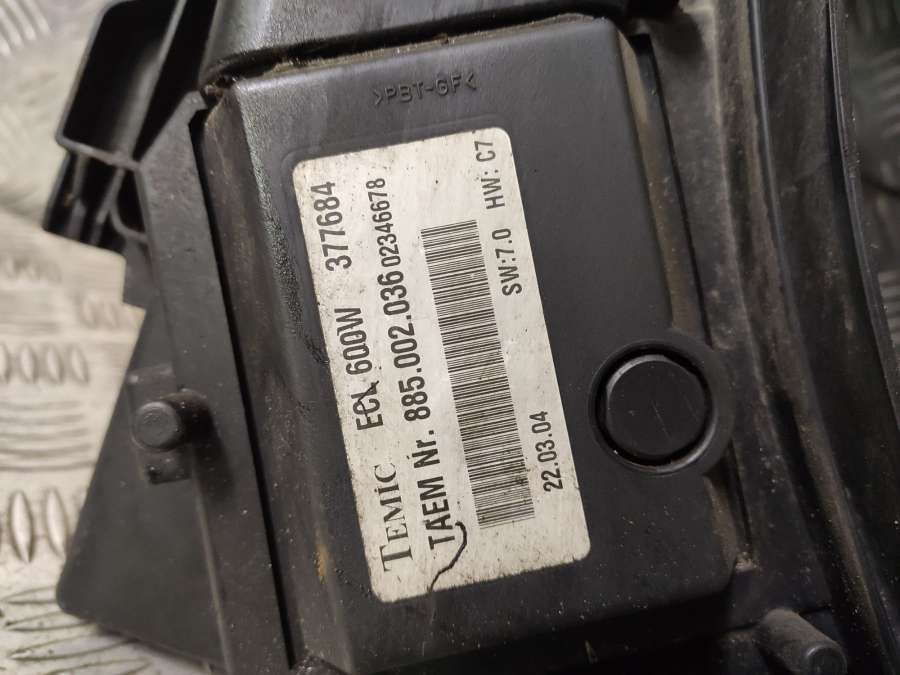 >PBT-GF<
TEMIC ECL 600W 377684
TAEM Nr. 885.002.036 02346678
22.03.04 SW:7.0 HW: C7